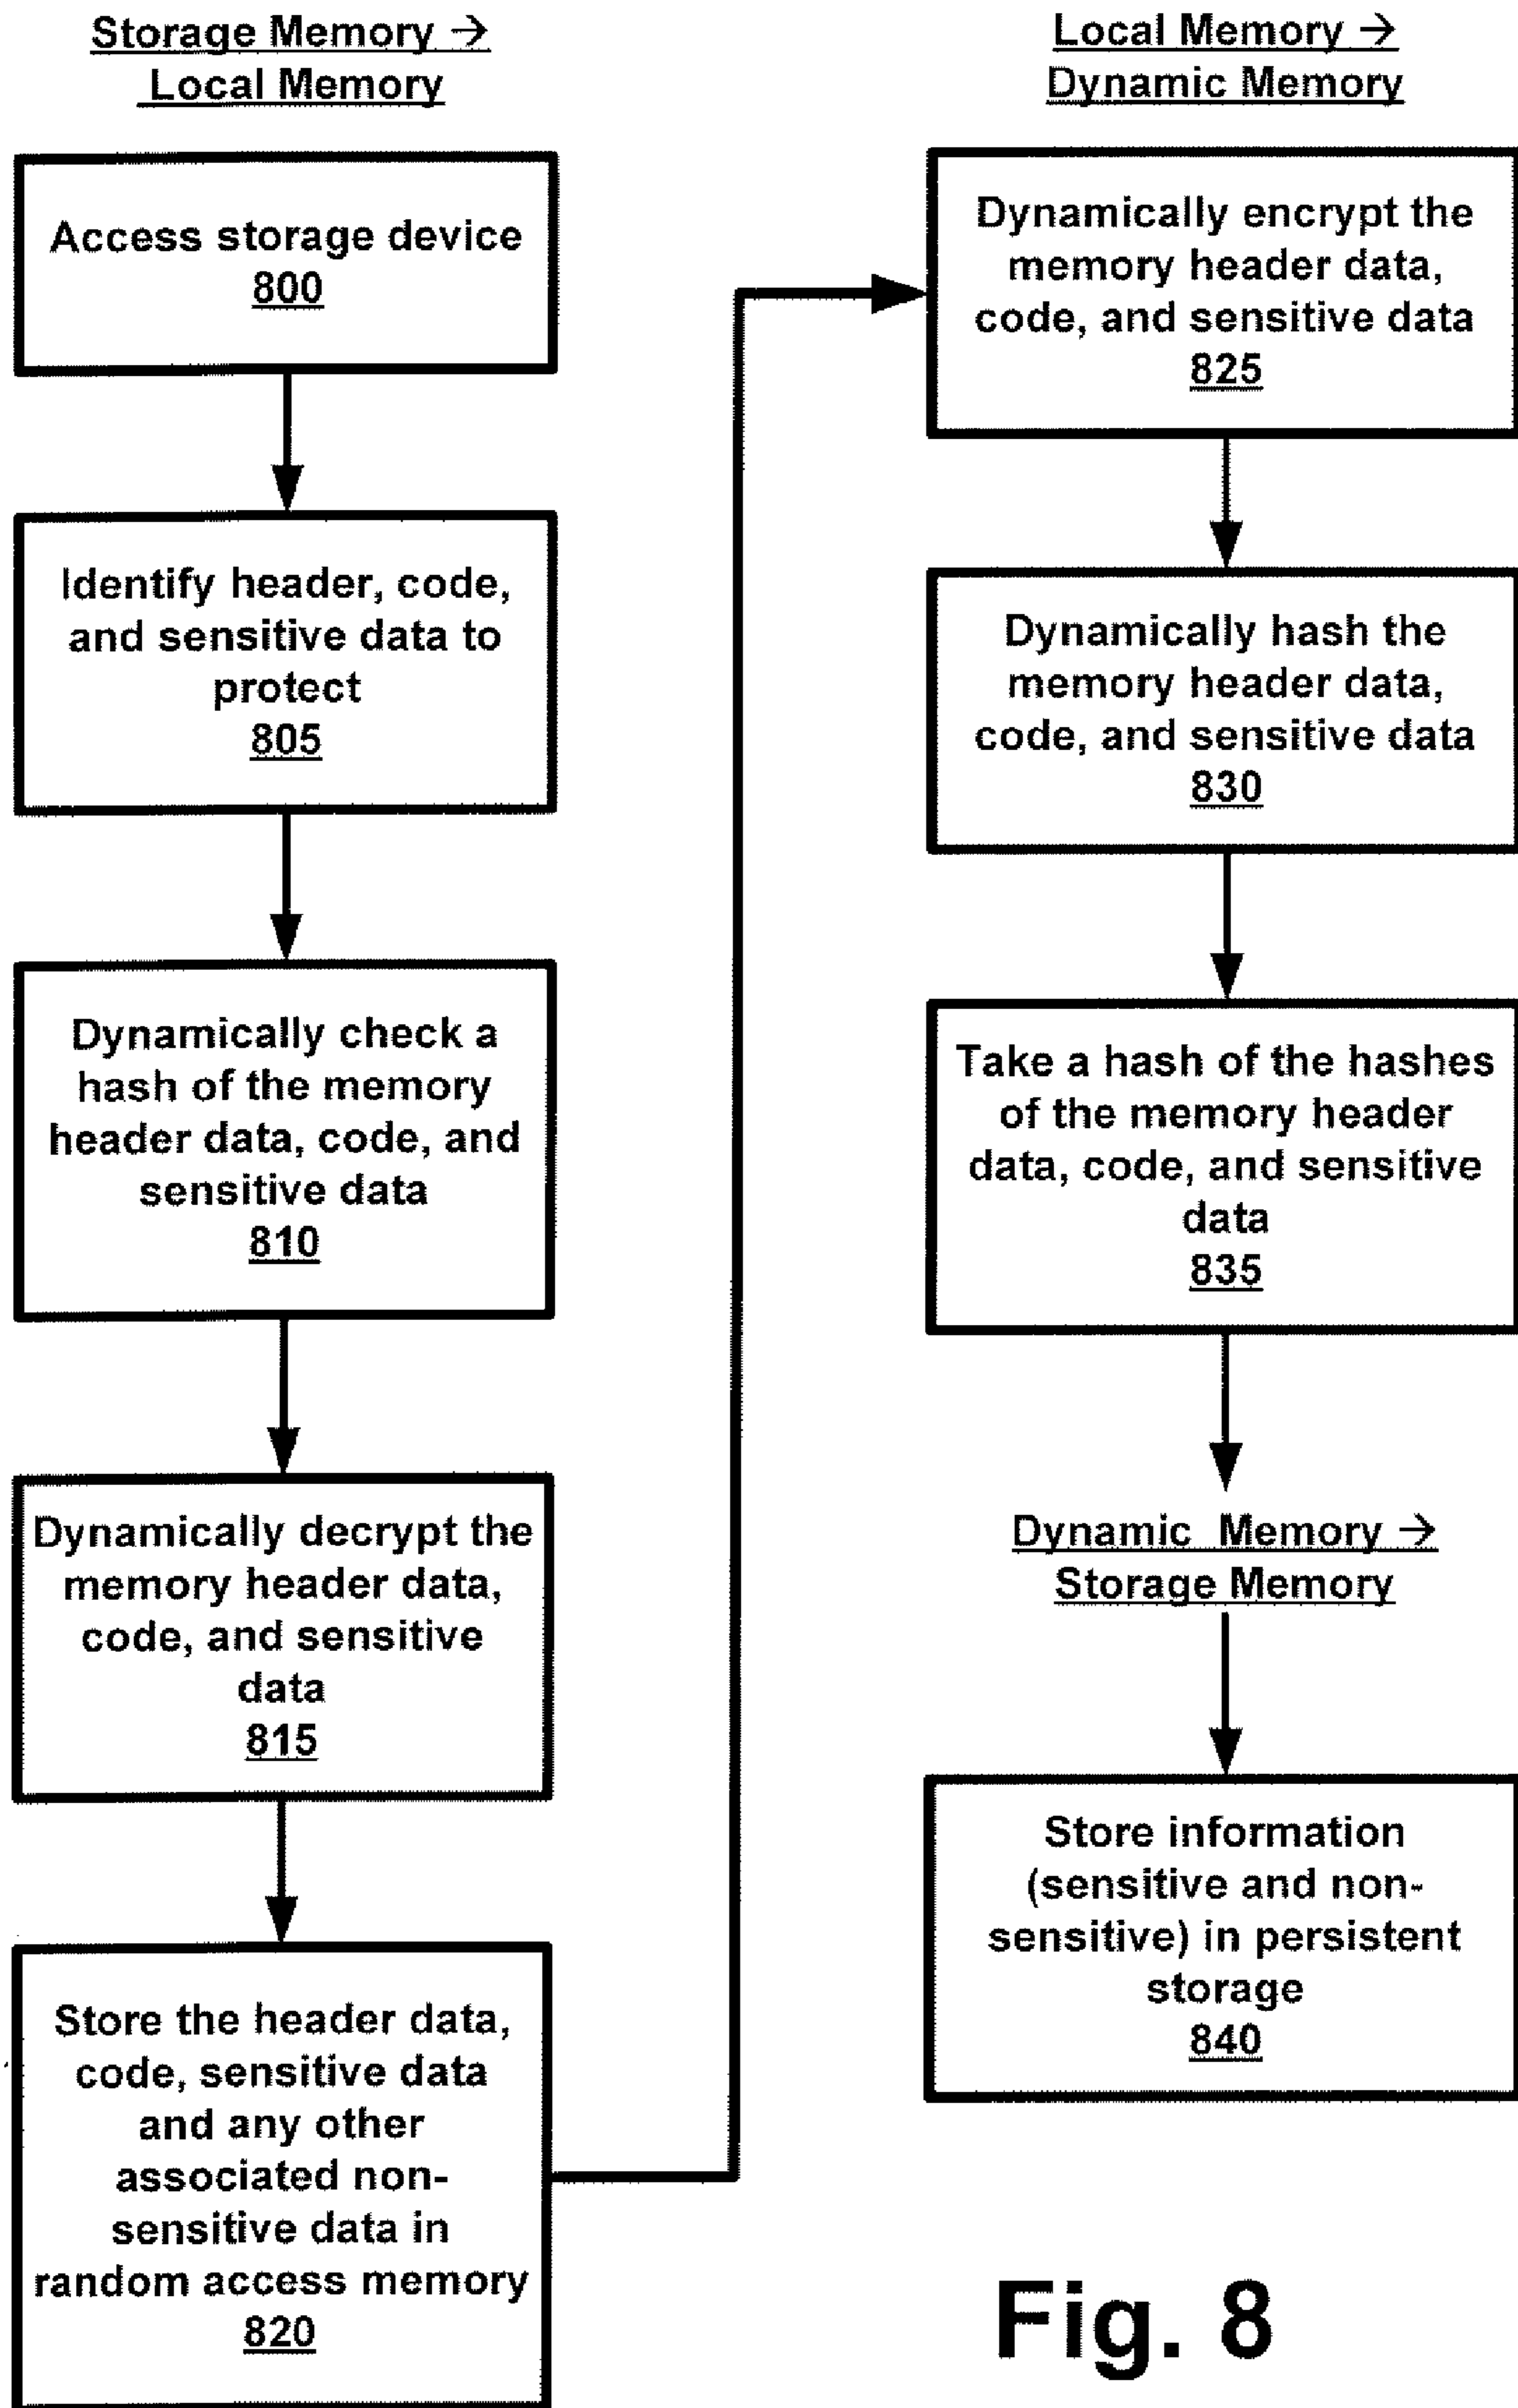 Storage Memory →
Local Memory
Access storage device
800
Identify header, code,
and sensitive data to
protect
805
Dynamically check a
hash of the memory
header data, code, and
sensitive data
810
Dynamically decrypt the
memory header data,
code, and sensitive
data
815
Store the header data,
code, sensitive data
and any other
associated non-
sensitive data in
random access memory
820
Local Memory →
Dynamic Memory
Dynamically encrypt the
memory header data,
code, and sensitive data
825
Dynamically hash the
memory header data,
code, and sensitive data
830
Take a hash of the hashes
of the memory header
data, code, and sensitive
data
835
Dynamic Memory →
Storage Memory
Store information
(sensitive and non-
sensitive) in persistent
storage
840
Fig. 8